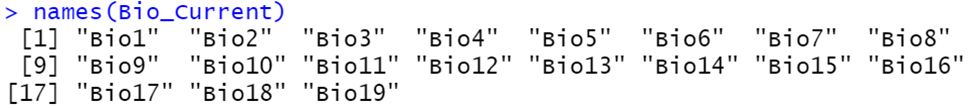 > names(Bio_Current)
[1] "Bio1" "Bio2" "Bio3" "Bio4" "Bio5" "Bio6" "Bio7" "Bio8"
[9] "Bio9" "Bio10" "Bio11" "Bio12" "Bio13" "Bio14" "Bio15" "Bio16"
[17] "Bio17" "Bio18" "Bio19"